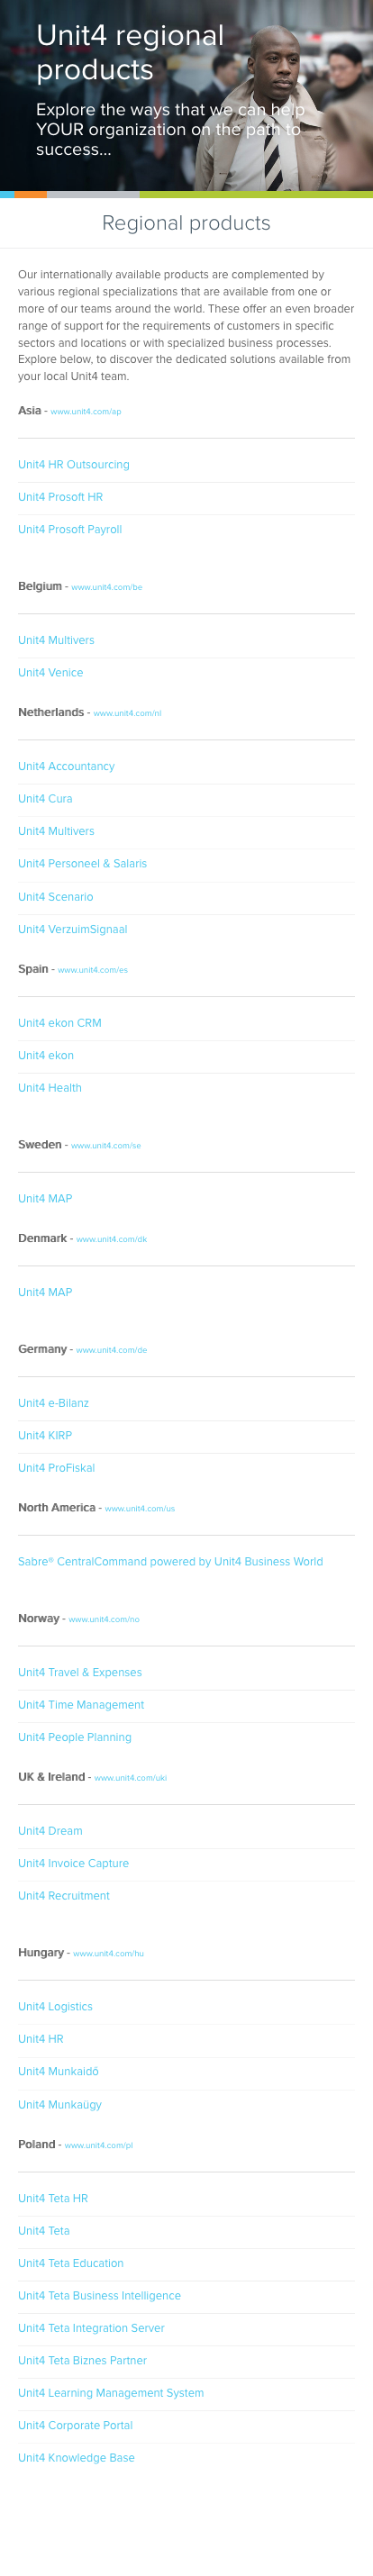 Unit4 regional
products
Explore the ways that we can help
YOUR organization on the path to
success...
Regional products
Our internationally available products are complemented by
various regional specializations that are available from one or
more of our teams around the world. These offer an even broader
range of support for the requirements of customers in specific
sectors and locations or with specialized business processes.
Explore below, to discover the dedicated solutions available from
your local Unit4 team.
Asia - www.unit4.com/ap
Unit4 HR Outsourcing
Unit4 Prosoft HR
Unit4 Prosoft Payroll
Belgium - www.unit4.com/be
Unit4 Multivers
Unit4 Venice
Netherlands - www.unit4.com/nl
Unit4 Accountancy
Unit4 Cura
Unit4 Multivers
Unit4 Personeel & Salaris
Unit4 Scenario
Unit4 VerzuimSignaal
Spain - www.unit4.com/es
Unit4 ekon CRM
Unit4 ekon
Unit4 Health
Sweden - www.unit4.com/se
Unit4 MAP
Denmark - www.unit4.com/dk
Unit4 MAP
Germany - www.unit4.com/de
Unit4 e-Bilanz
Unit4 KIRP
Unit4 ProFiskal
North America - www.unit4.com/us
Sabre® CentralCommand powered by Unit4 Business World
Norway - www.unit4.com/no
Unit4 Travel & Expenses
Unit4 Time Management
Unit4 People Planning
UK & Ireland - www.unit4.com/uki
Unit4 Dream
Unit4 Invoice Capture
Unit4 Recruitment
Hungary - www.unit4.com/hu
Unit4 Logistics
Unit4 HR
Unit4 Munkaidő
Unit4 Munkaügy
Poland - www.unit4.com/pl
Unit4 Teta HR
Unit4 Teta
Unit4 Teta Education
Unit4 Teta Business Intelligence
Unit4 Teta Integration Server
Unit4 Teta Biznes Partner
Unit4 Learning Management System
Unit4 Corporate Portal
Unit4 Knowledge Base